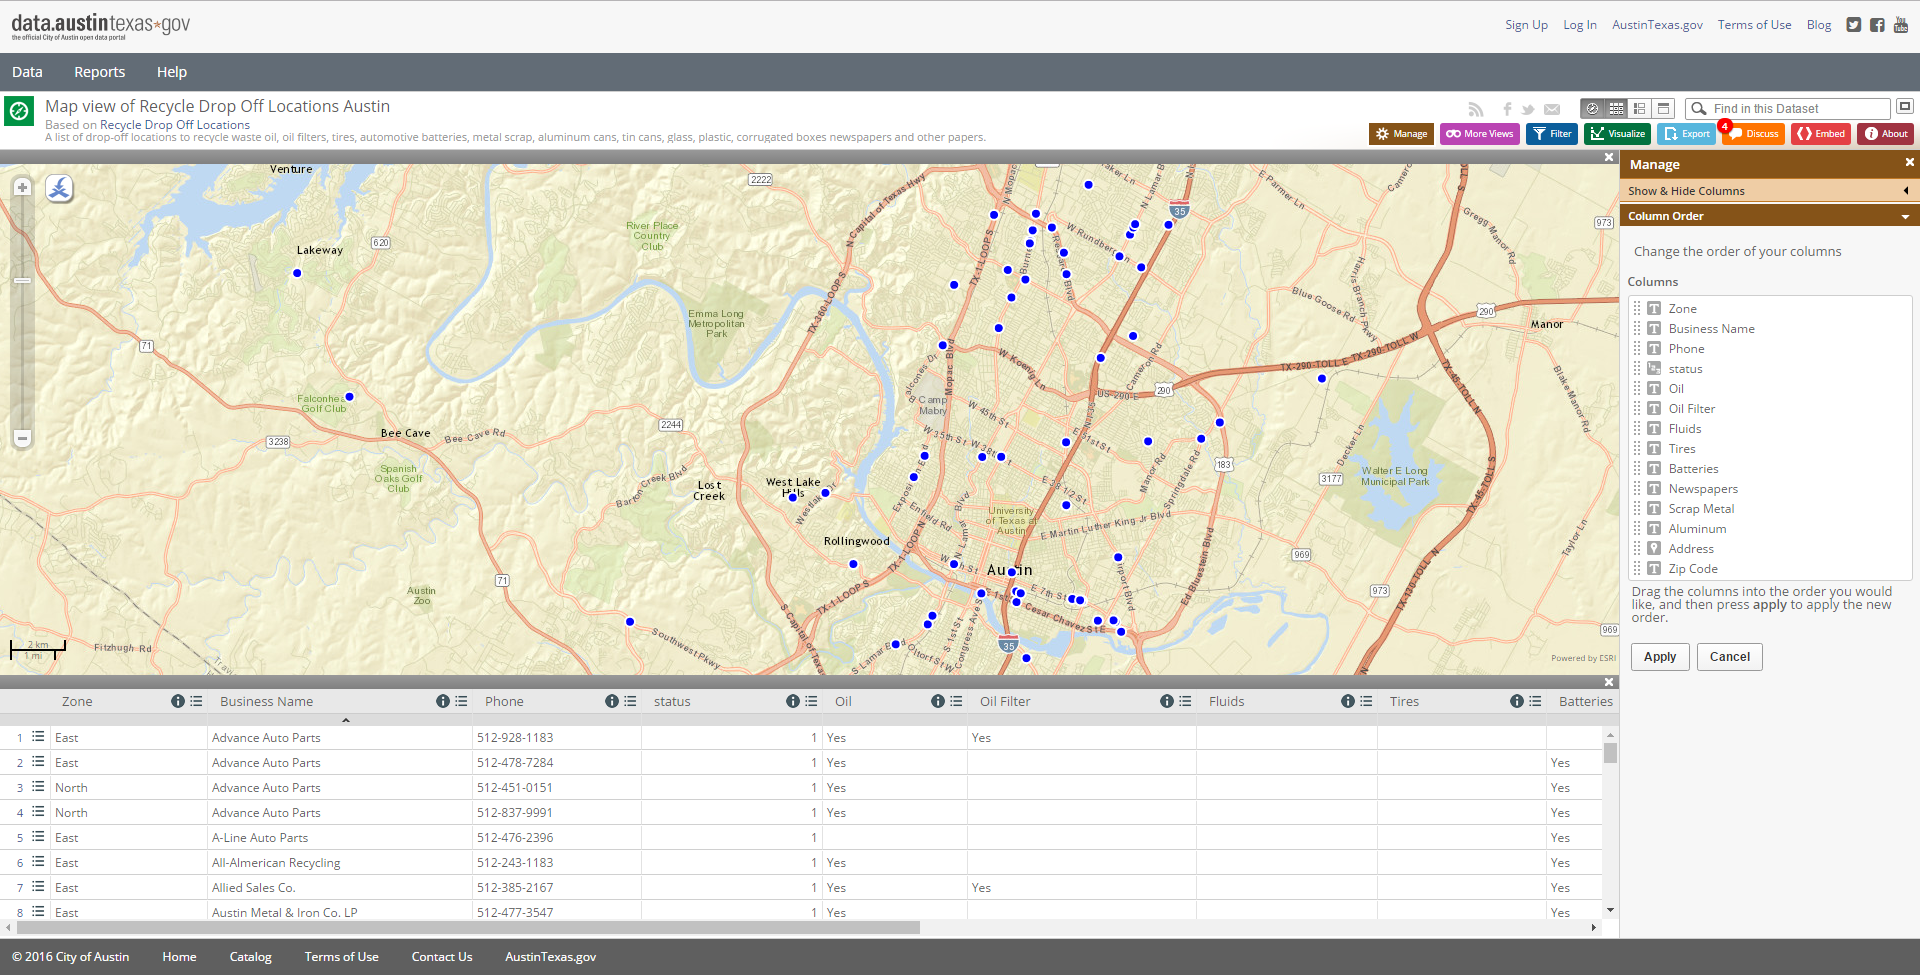 data.austintexas.gov
the official City of Austin open data portal
Sign Up Log In AustinTexas.gov Terms of Use Blog
Data Reports Help
Map view of Recycle Drop Off Locations Austin
Based on Recycle Drop Off Locations
A list of drop-off locations to recycle waste oil, oil filters, tires, automotive batteries, metal scrap, aluminum cans, tin cans, glass, plastic, corrugated boxes newspapers and other papers.
Find in this Dataset
Manage More Views Filter Visualize Export 4 Discuss Embed About
Venture
2222
N Capital of Texas Hwy
N Mopac
N Lamar B
35
E Parmer Ln
Gregg Manor Rd
973
Lakeway
620
River Place
Country
Club
TX-1-LOOP S
W Rundberg Ln
TX-360-LOOP S
Harris Branch Pkwy
Blue Goose Rd
290
Manor
Emma Long
Metropolitan
Park
71
W Koenig Ln
Mopac Blvd
Cameron Rd
TX-290-TOLL E TX-290-TOLL W
TX-45-TOLL N
Blake Manor Rd
Camp
Mabry
US-290-E
290
Falconhe
Golf Club
Bee Cave
Bee Cave Rd
3238
2244
W 45th St
W 35th St W 38th St
E 51st St
Manor Rd
Springdale Rd
183
3177
Decker Ln
Walter E Long
Municipal Park
TX-45-TOLL S
Spanish
Oaks Golf
Club
Barton Creek Blvd
Lost
Creek
West Lake
Hills
Westlake Dr
Enfield Rd
E 38 1/2 St
University
of Texas at
Austin
E Martin Luther King Jr Blvd
Rollingwood
TX-1-LOOP N
Austin
Airport Blvd
Ed Bluestein Blvd
969
Taylor Ln
71
Austin
Zoo
TX-1-LOOP S
E 7th St
E Cesar Chavez St E
TX-130-TOLL N
973
969
Southwest Pkwy
S Capital of Texas
S Lamar Blvd
Oltorf St W
S 1st St
Congress Ave S
35
2 km
1 mi
Fitzhugh Rd
Powered by ESRI
Manage
Show & Hide Columns
Column Order
Change the order of your columns
Columns
Zone
Business Name
Phone
status
Oil
Oil Filter
Fluids
Tires
Batteries
Newspapers
Scrap Metal
Aluminum
Address
Zip Code
Drag the columns into the order you would
like, and then press apply to apply the new
order.
Apply Cancel
Zone Business Name Phone status Oil Oil Filter Fluids Tires Batteries
1 East Advance Auto Parts 512-928-1183 1 Yes Yes
2 East Advance Auto Parts 512-478-7284 1 Yes Yes
3 North Advance Auto Parts 512-451-0151 1 Yes Yes
4 North Advance Auto Parts 512-837-9991 1 Yes Yes
5 East A-Line Auto Parts 512-476-2396 1 Yes
6 East All-Almerican Recycling 512-243-1183 1 Yes Yes
7 East Allied Sales Co. 512-385-2167 1 Yes Yes Yes
8 East Austin Metal & Iron Co. LP 512-477-3547 1 Yes Yes
© 2016 City of Austin Home Catalog Terms of Use Contact Us AustinTexas.gov